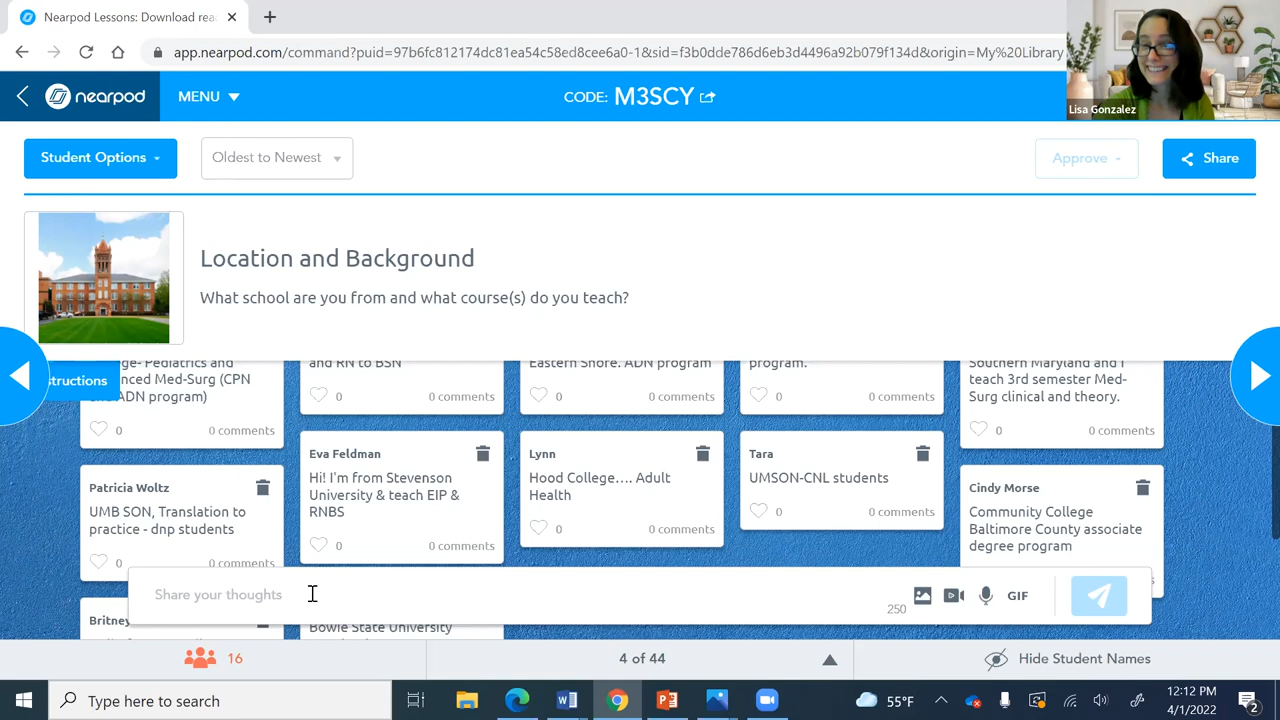 Nearpod Lessons: Download rea
app.nearpod.com/command?puid=97b6fc812174dc81ea54c58ed8cee6a0-1&sid=f3b0dde786d6eb3d4496a92b079f134d&origin=My%20Library
Lisa Gonzalez
nearpod
MENU
CODE: M3SCY
Student Options
Oldest to Newest
Approve
Share
Location and Background
What school are you from and what course(s) do you teach?
structions
ge- Pediatrics and
nced Med-Surg (CPN
ADN program)
0
0 comments
and RN to BSN
0
0 comments
Eastern Shore. ADN program
0
0 comments
program.
0
0 comments
Southern Maryland and I
teach 3rd semester Med-
Surg clinical and theory.
0
0 comments
Patricia Woltz
UMB SON, Translation to
practice - dnp students
0
0 comments
Eva Feldman
Hi! I'm from Stevenson
University & teach EIP &
RNBS
0
0 comments
Lynn
Hood College.... Adult
Health
0
0 comments
Tara
UMSON-CNL students
0
0 comments
Cindy Morse
Community College
Baltimore County associate
degree program
Share your thoughts
250
GIF
Britney
Bowie State University
16
4 of 44
Hide Student Names
Type here to search
55°F
12:12 PM
4/1/2022
2